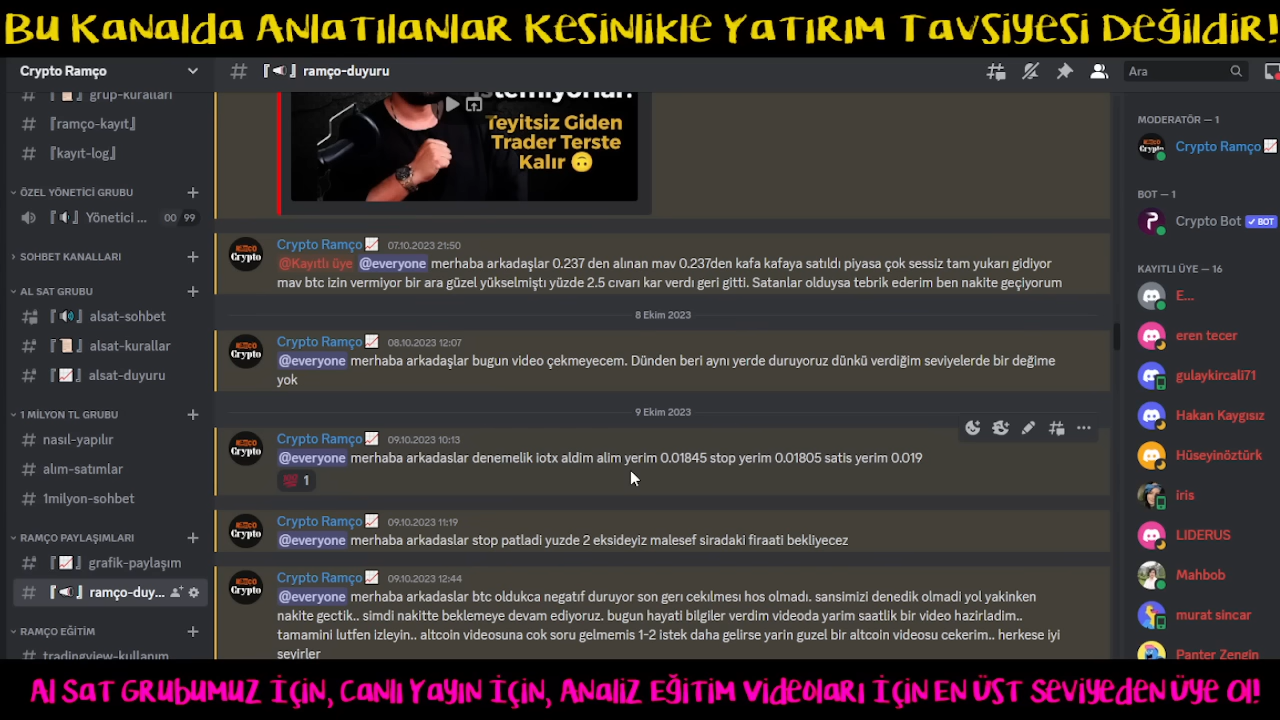 Bu Kanalda Anlatılanlar Kesinlikle Yatırım Tavsiyesi Değildir!
Crypto Ramço
grup-kuralları
『ramço-kayıt』
『kayıt-log』
ÖZEL YÖNETİCİ GRUBU
Yönetici ...
00 99
SOHBET KANALLARI
AL SAT GRUBU
alsat-sohbet
alsat-kurallar
alsat-duyuru
1 MİLYON TL GRUBU
nasıl-yapılır
alım-satımlar
1milyon-sohbet
RAMÇO PAYLAŞIMLARI
grafik-paylaşım
ramço-duy...
RAMÇO EĞİTİM
tradingview-kullanım
ramço-duyuru
Ara
Teyitsiz Giden
Trader Terste
Kalır
Crypto Ramço 07.10.2023 21:50
@Kayıtlı üye @everyone merhaba arkadaşlar 0.237 den alınan mav 0.237den kafa kafaya satıldı piyasa çok sessiz tam yukarı gidiyor
mav btc izin vermiyor bir ara güzel yükselmişti yüzde 2.5 cıvarı kar verdı geri gitti. Satanlar olduysa tebrik ederim ben nakite geçiyorum
8 Ekim 2023
Crypto Ramço 08.10.2023 12:07
@everyone merhaba arkadaşlar bugun video çekmeyecem. Dünden beri aynı yerde duruyoruz dünkü verdiğim seviyelerde bir değime
yok
9 Ekim 2023
Crypto Ramço 09.10.2023 10:13
@everyone merhaba arkadaslar denemelik iotx aldim alim yerim 0.01845 stop yerim 0.01805 satis yerim 0.019
1
Crypto Ramço 09.10.2023 11:19
@everyone merhaba arkadaslar stop patladi yuzde 2 eksideyiz malesef siradaki firaati bekliyecez
Crypto Ramço 09.10.2023 12:44
@everyone merhaba arkadaslar btc oldukca negatıf duruyor son gerı cekılmesı hos olmadı. sansimizi denedik olmadi yol yakinken
nakite gectik.. simdi nakitte beklemeye devam ediyoruz. bugun hayati bilgiler verdim videoda yarim saatlik bir video hazirladim..
tamamini lutfen izleyin.. altcoin videosuna cok soru gelmemis 1-2 istek daha gelirse yarin guzel bir altcoin videosu cekerim.. herkese iyi
seyirler
MODERATÖR — 1
Crypto Ramço
BOT — 1
Crypto Bot BOT
KAYITLI ÜYE — 16
E...
eren tecer
gulaykircali71
Hakan Kaygısız
Hüseyinöztürk
iris
LIDERUS
Mahbob
murat sincar
Panter Zengin
Al Sat Grubumuz İçin, Canlı Yayın İçin, Analiz Eğitim Videoları İçin En Üst Seviyeden Üye Ol!